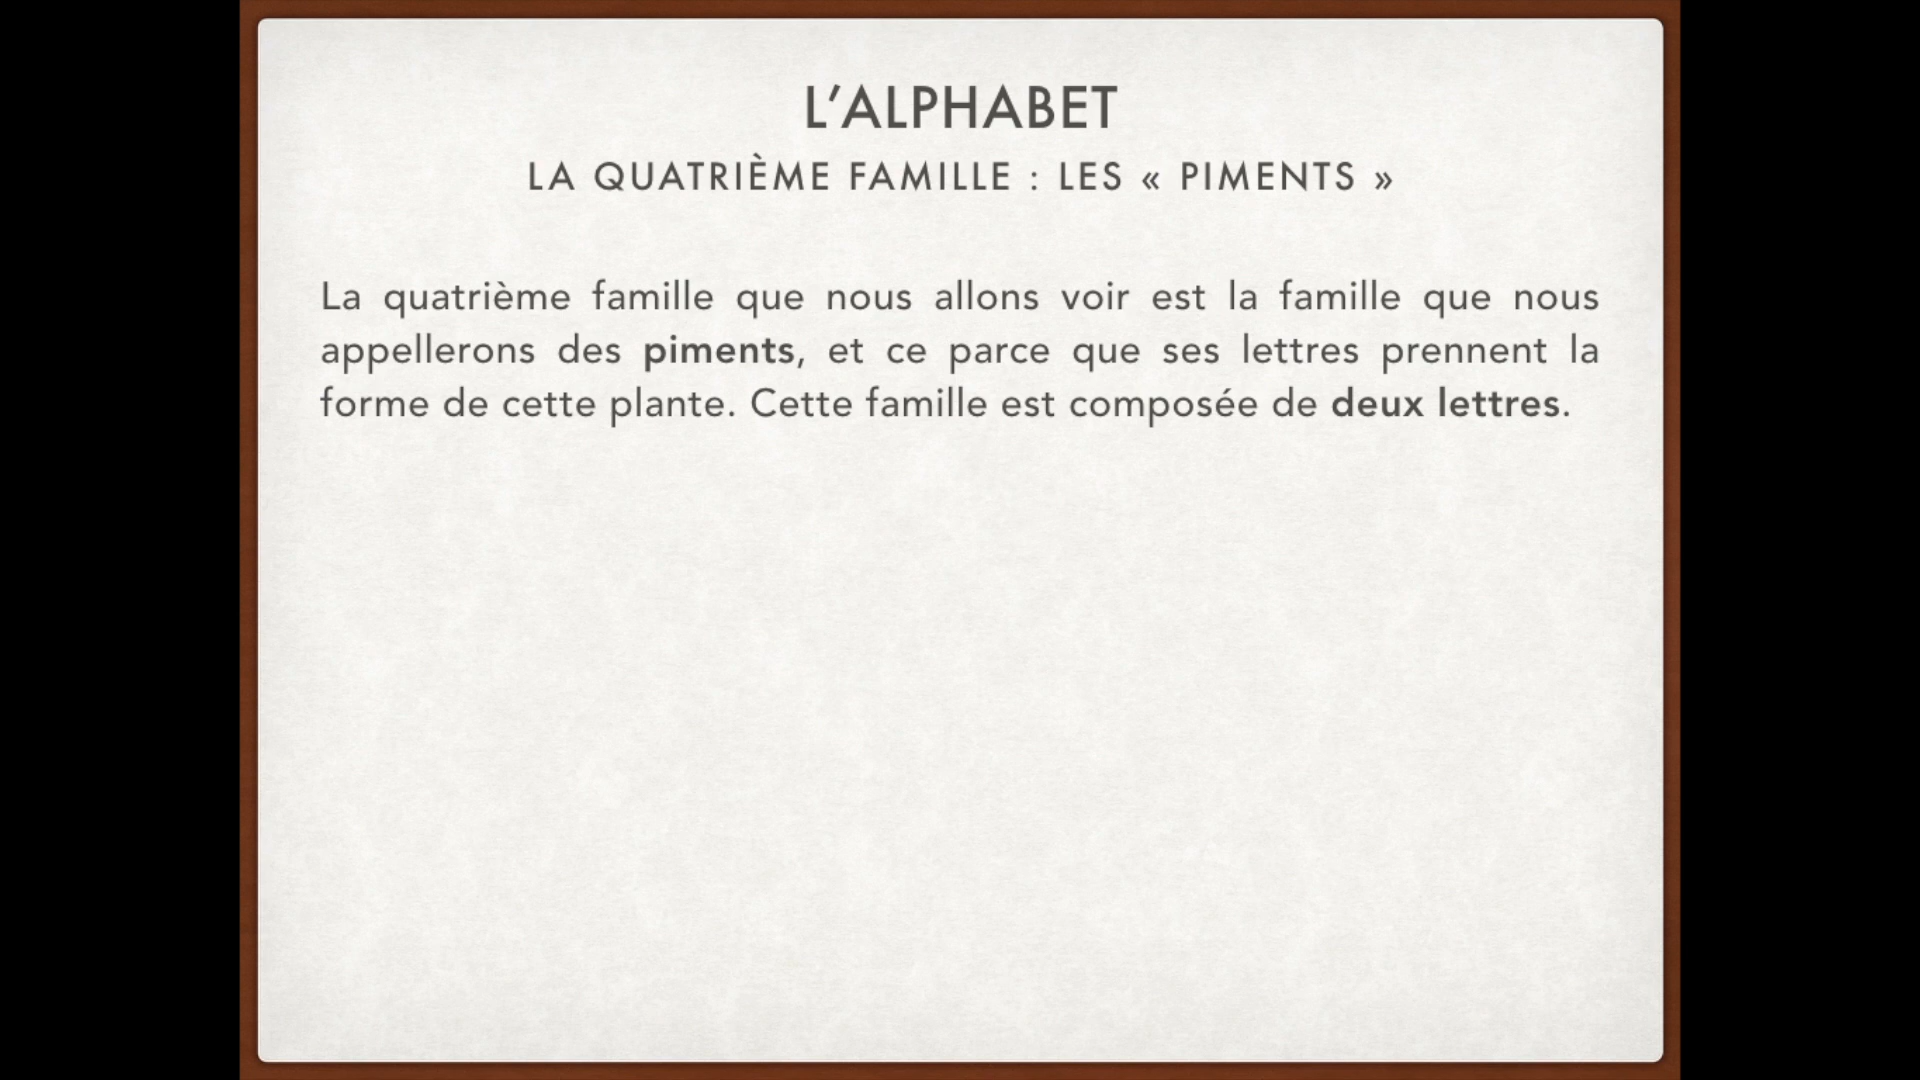 L’ALPHABET
LA QUATRIÈME FAMILLE : LES « PIMENTS »
La quatrième famille que nous allons voir est la famille que nous
appellerons des piments, et ce parce que ses lettres prennent la
forme de cette plante. Cette famille est composée de deux lettres.